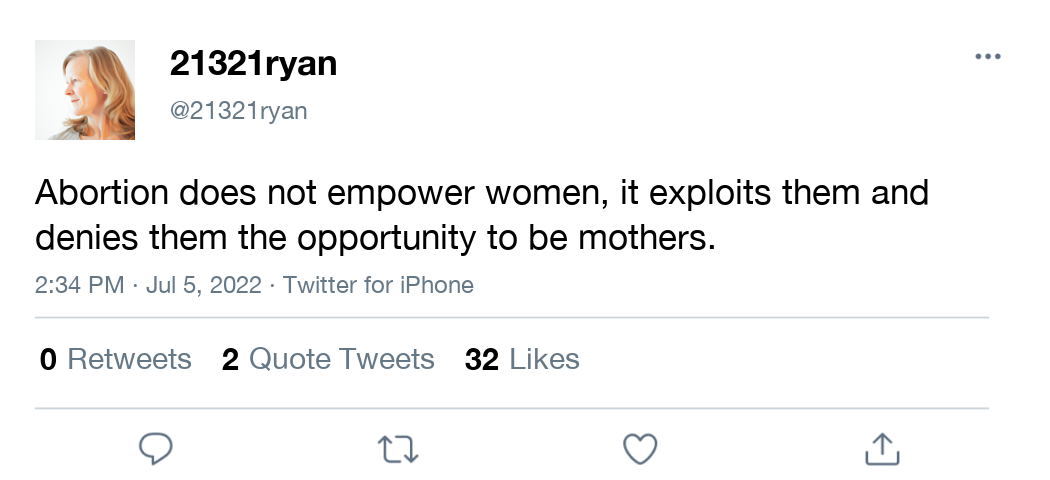 21321ryan
@21321ryan
Abortion does not empower women, it exploits them and
denies them the opportunity to be mothers.
2:34 PM · Jul 5, 2022 · Twitter for iPhone
0 Retweets 2 Quote Tweets 32 Likes